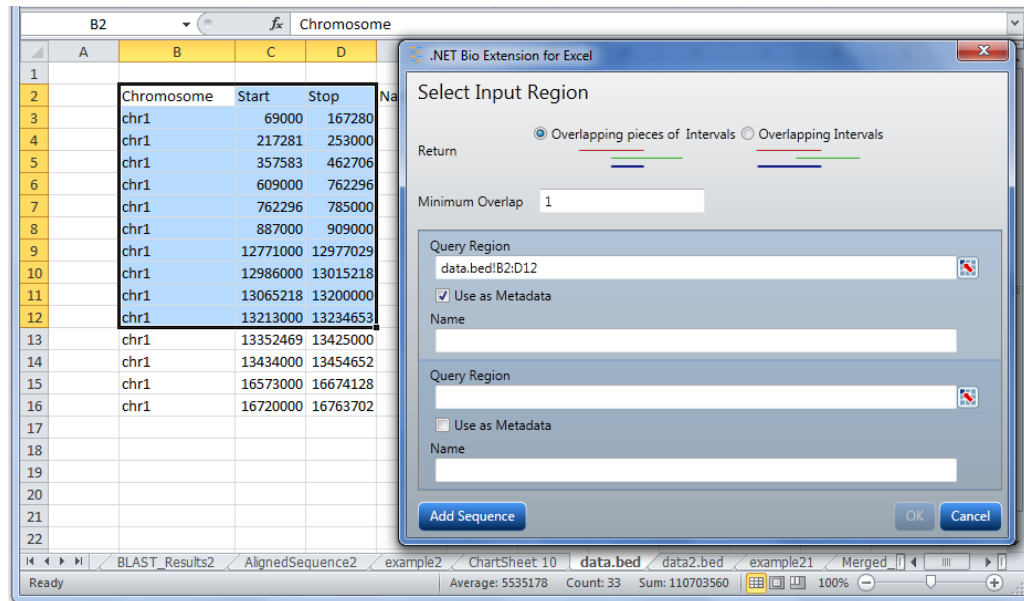 B2 fx Chromosome
A B C D
.NET Bio Extension for Excel
1
2 Chromosome Start Stop Na
3 chr1 69000 167280
4 chr1 217281 253000
5 chr1 357583 462706
6 chr1 609000 762296
7 chr1 762296 785000
8 chr1 887000 909000
9 chr1 12771000 12977029
10 chr1 12986000 13015218
11 chr1 13065218 13200000
12 chr1 13213000 13234653
13 chr1 13352469 13425000
14 chr1 13434000 13454652
15 chr1 16573000 16674128
16 chr1 16720000 16763702
17
18
19
20
21
22
Select Input Region
Return Overlapping pieces of Intervals Overlapping Intervals
Minimum Overlap 1
Query Region
data.bed!B2:D12
Use as Metadata
Name
Query Region
Use as Metadata
Name
Add Sequence OK Cancel
BLAST_Results2 AlignedSequence2 example2 ChartSheet 10 data.bed data2.bed example21 Merged_
Ready Average: 5535178 Count: 33 Sum: 110703560 100%